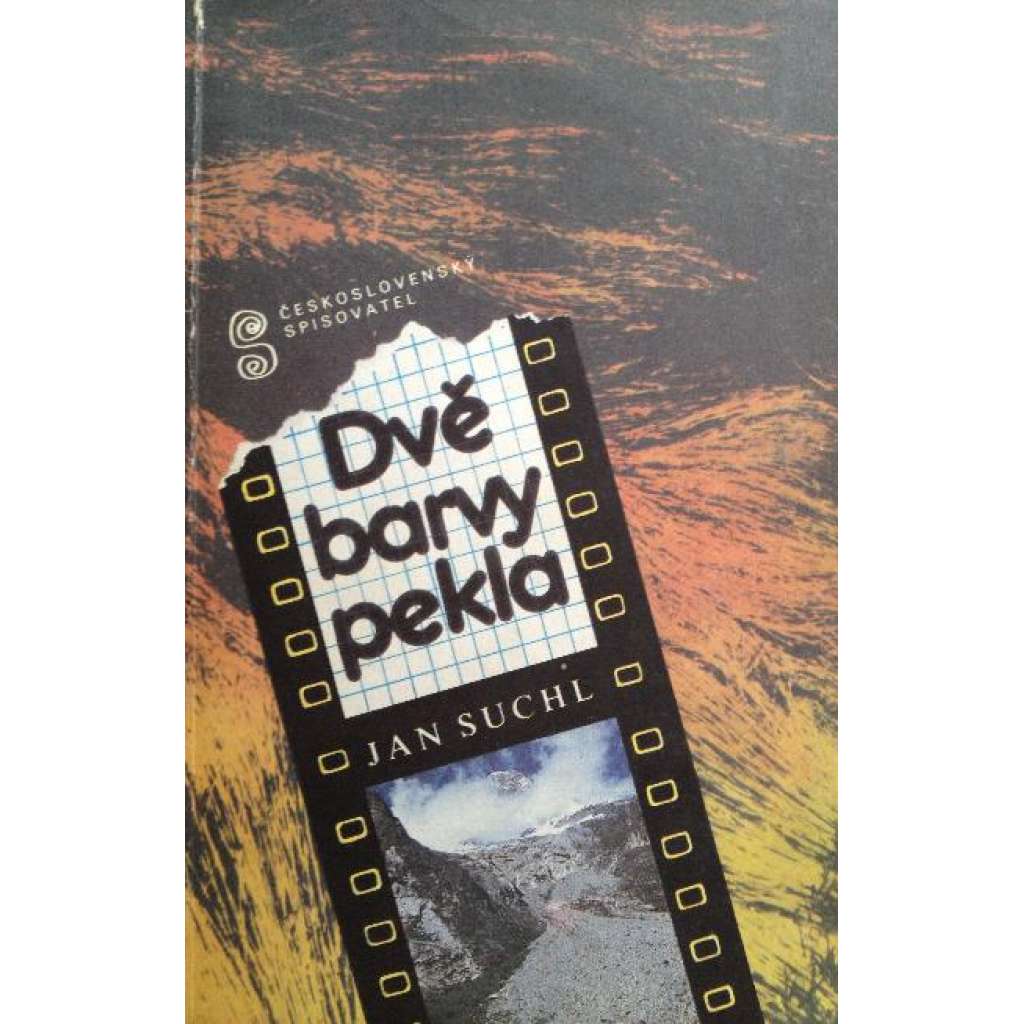 ČESKOSLOVENSKÝ
SPISOVATEL
Dvě
barvy
pekla
JAN SUCHL